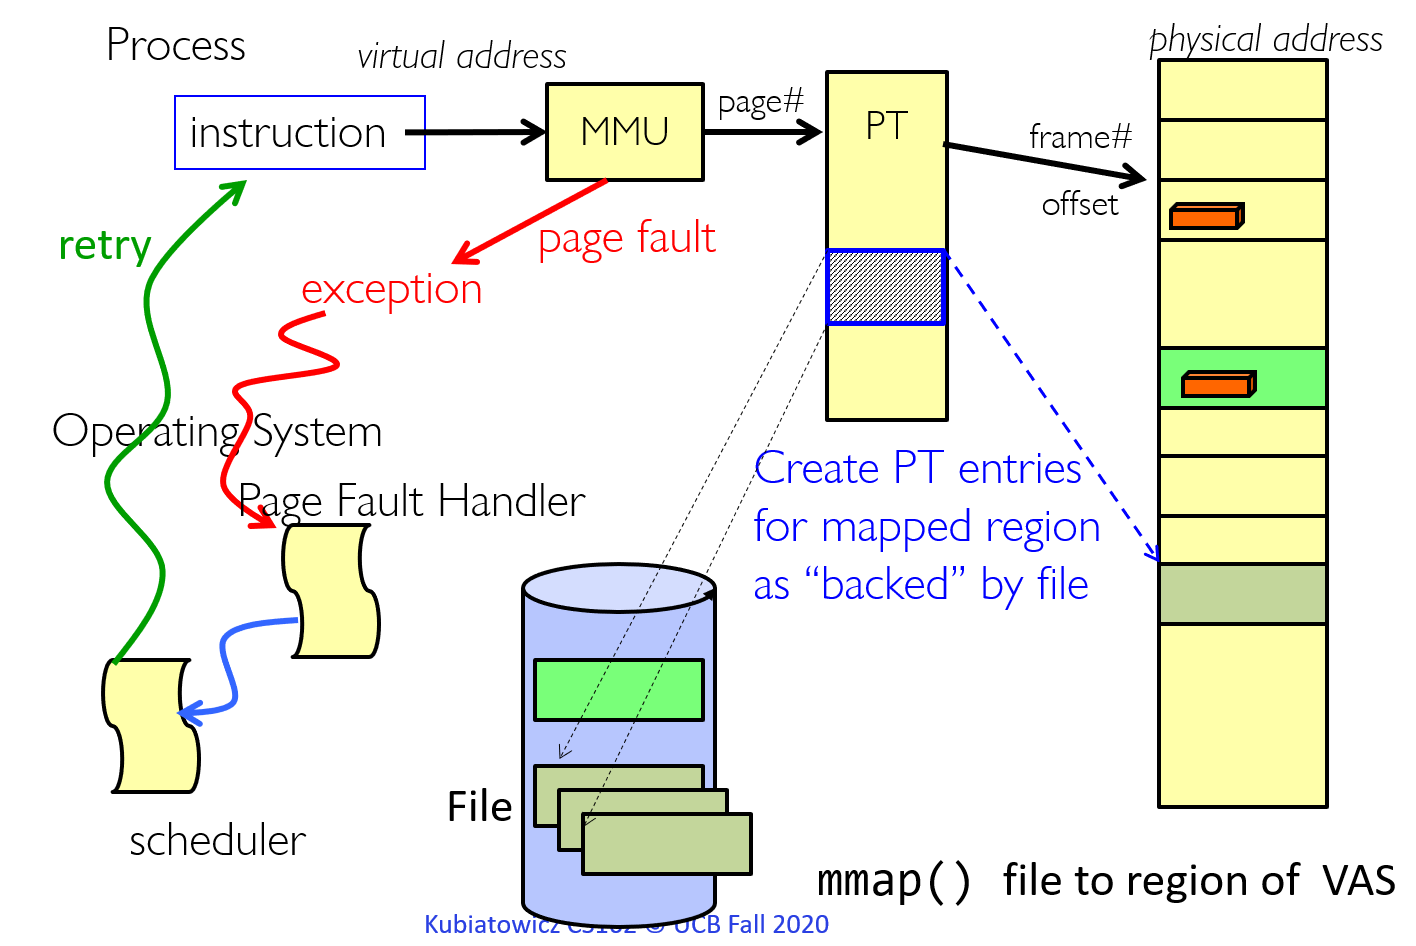 Process
virtual address
physical address
instruction
MMU
page#
PT
frame#
offset
retry
page fault
exception
Operating System
Page Fault Handler
Create PT entries
for mapped region
as “backed” by file
File
scheduler
mmap() file to region of VAS
Kubiatowicz CS162 © UCB Fall 2020